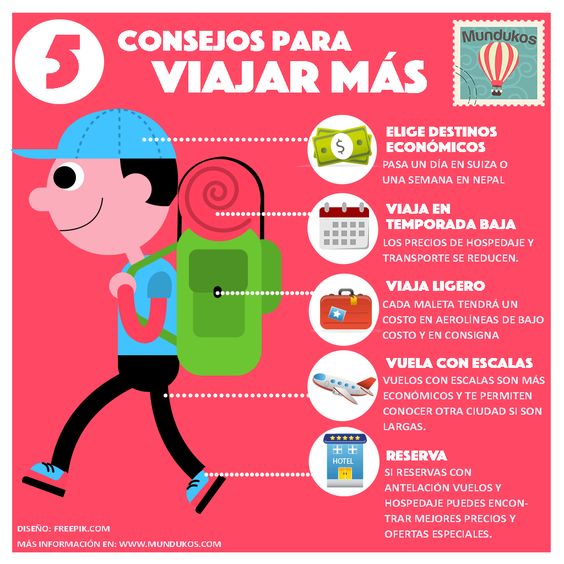 5
CONSEJOS PARA
VIAJAR MÁS
Mundukos
ELIGE DESTINOS
ECONÓMICOS
PASA UN DÍA EN SUIZA O
UNA SEMANA EN NEPAL
VIAJA EN
TEMPORADA BAJA
LOS PRECIOS DE HOSPEDAJE Y
TRANSPORTE SE REDUCEN.
VIAJA LIGERO
CADA MALETA TENDRÁ UN
COSTO EN AEROLÍNEAS DE BAJO
COSTO Y EN CONSIGNA
VUELA CON ESCALAS
VUELOS CON ESCALAS SON MÁS
ECONÓMICOS Y TE PERMITEN
CONOCER OTRA CIUDAD SI SON
LARGAS.
HOTEL
RESERVA
SI RESERVAS CON
ANTELACIÓN VUELOS Y
HOSPEDAJE PUEDES ENCON-
TRAR MEJORES PRECIOS Y
OFERTAS ESPECIALES.
DISEÑO: FREEPIK.COM
MÁS INFORMACIÓN EN: WWW.MUNDUKOS.COM